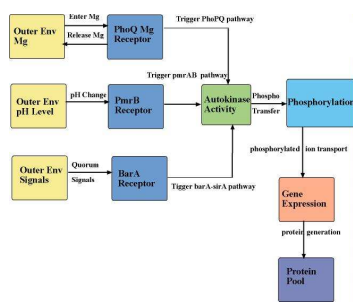 Enter Mg
Outer Env
Mg
Release Mg
PhoQ Mg
Receptor
Trigger PhoPQ pathway
Trigger pmrAB pathway
Outer Env
pH Level
pH Change
PmrB
Receptor
Autokinase
Activity
Phospho
Transfer
Phosphorylation
phosphorylated ion transport
Outer Env
Signals
Quorum
Signals
BarA
Receptor
Tigger barA-sirA pathway
Gene
Expression
protein generation
Protein
Pool